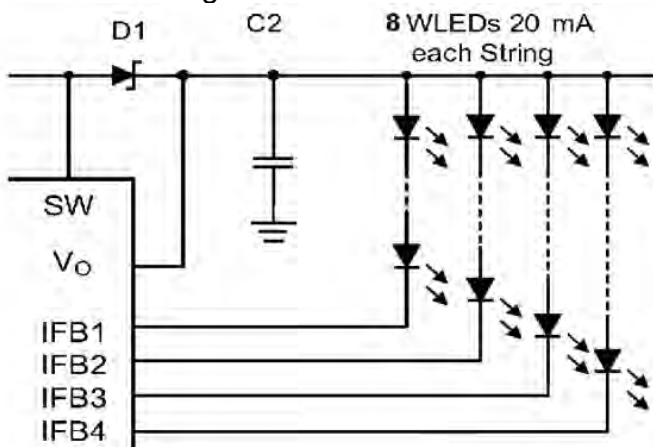 D1
C2
8 WLEDs 20 mA
each String
SW
VO
IFB1
IFB2
IFB3
IFB4